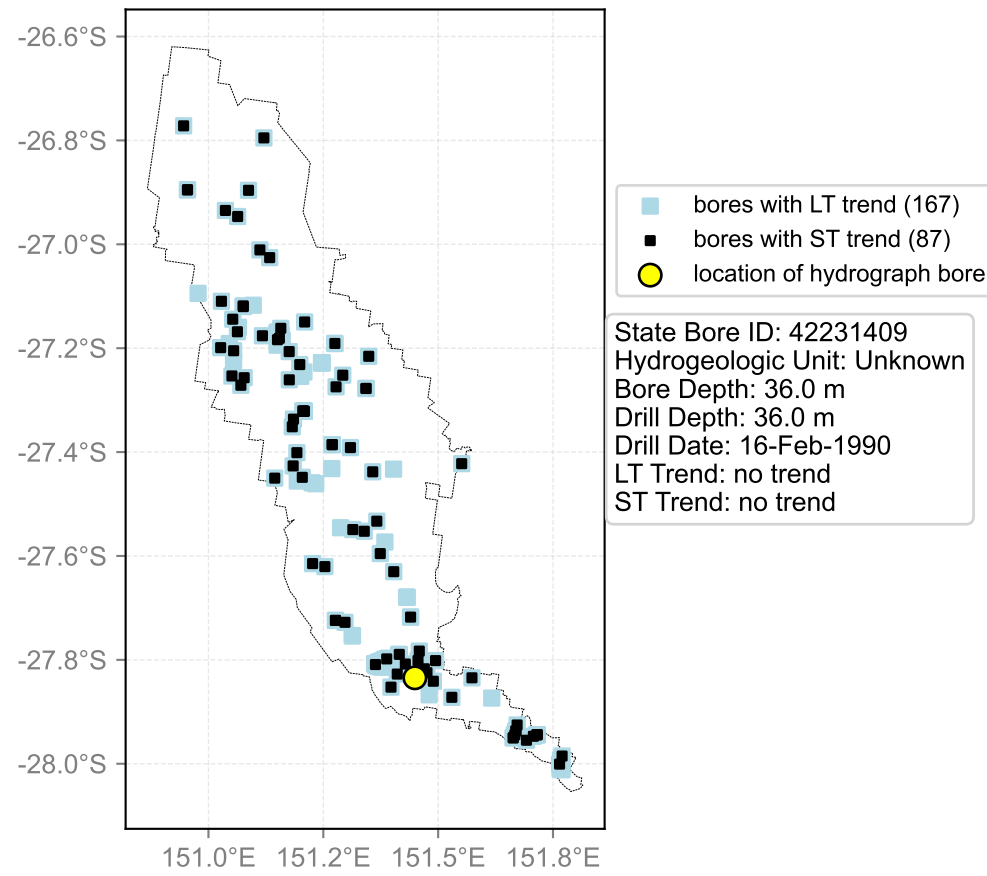 -26.6°S
-26.8°S
-27.0°S
-27.2°S
-27.4°S
-27.6°S
-27.8°S
-28.0°S
151.0°E
151.2°E
151.5°E
151.8°E
bores with LT trend (167)
bores with ST trend (87)
location of hydrograph bore
State Bore ID: 42231409
Hydrogeologic Unit: Unknown
Bore Depth: 36.0 m
Drill Depth: 36.0 m
Drill Date: 16-Feb-1990
LT Trend: no trend
ST Trend: no trend